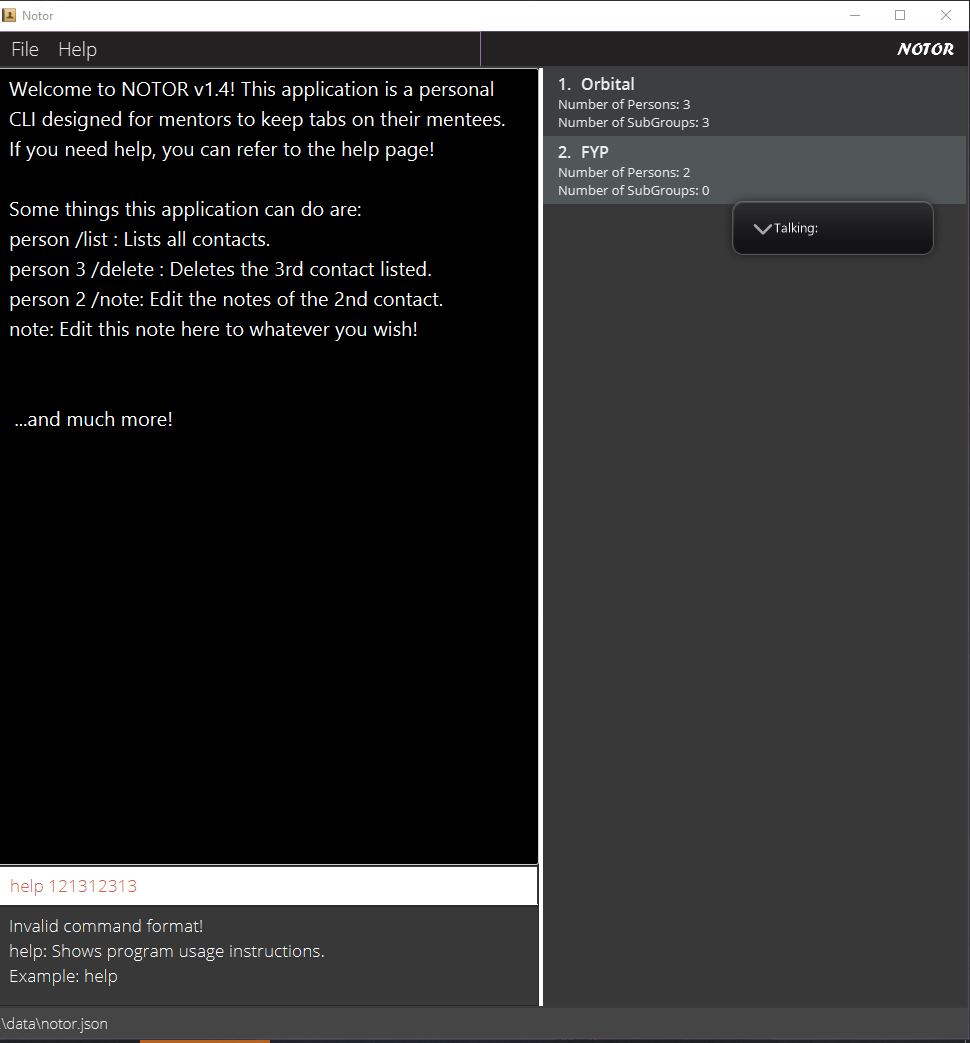 Notor
File Help
NOTOR
Welcome to NOTOR v1.4! This application is a personal
CLI designed for mentors to keep tabs on their mentees.
If you need help, you can refer to the help page!
Some things this application can do are:
person /list : Lists all contacts.
person 3 /delete : Deletes the 3rd contact listed.
person 2 /note: Edit the notes of the 2nd contact.
note: Edit this note here to whatever you wish!
...and much more!
help 121312313
Invalid command format!
help: Shows program usage instructions.
Example: help
1. Orbital
Number of Persons: 3
Number of SubGroups: 3
2. FYP
Number of Persons: 2
Number of SubGroups: 0
Talking:
.\data\notor.json